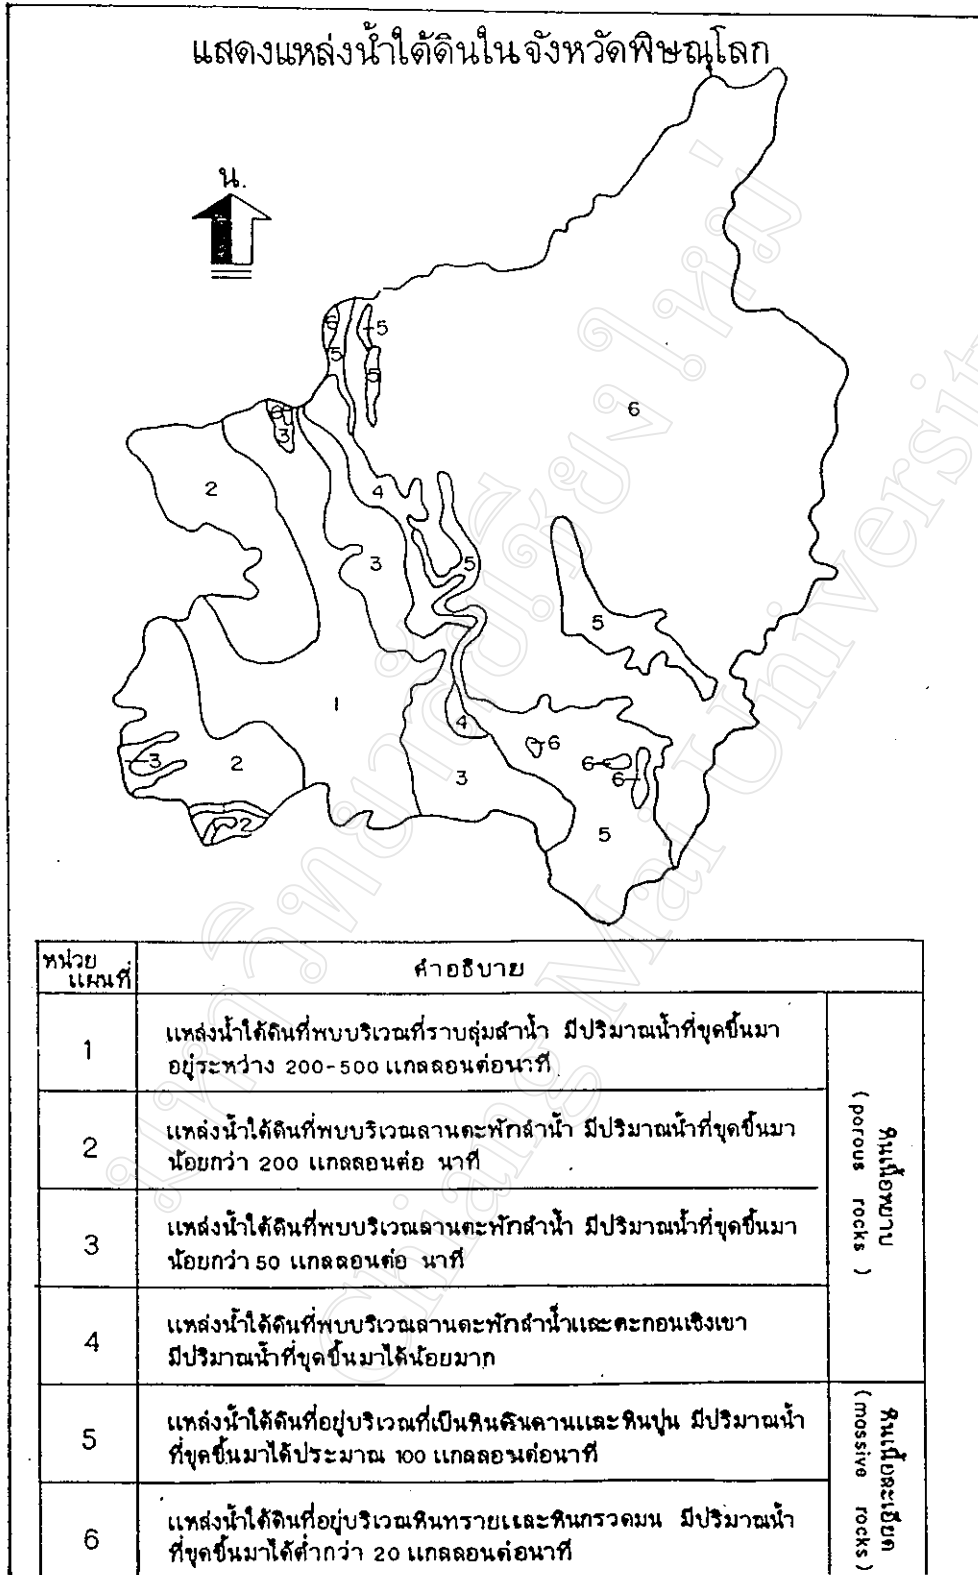 แสดงแหล่งน้ำใต้ดินในจังหวัดพิษณุโลก
น.
6
5
5
5
6
3
6
2
4
3
5
5
1
4
6
3
2
6
3
6
5
1
2
หน่วยแผนที่
คำอธิบาย
1
แหล่งน้ำใต้ดินที่พบบริเวณที่ราบลุ่มลำน้ำ มีปริมาณน้ำที่ขุดขึ้นมา
อยู่ระหว่าง 200-500 แกลลอนต่อนาที
2
แหล่งน้ำใต้ดินที่พบบริเวณลานตะพักลำน้ำ มีปริมาณน้ำที่ขุดขึ้นมา
น้อยกว่า 200 แกลลอนต่อ นาที
3
แหล่งน้ำใต้ดินที่พบบริเวณลานตะพักลำน้ำ มีปริมาณน้ำที่ขุดขึ้นมา
น้อยกว่า 50 แกลลอนต่อ นาที
4
แหล่งน้ำใต้ดินที่พบบริเวณลานตะพักลำน้ำและตะกอนเชิงเขา
มีปริมาณน้ำที่ขุดขึ้นมาได้น้อยมาก
หินเนื้อหยาบ
(porous rocks)
5
แหล่งน้ำใต้ดินที่อยู่บริเวณที่เป็นหินดินดานและหินปูน มีปริมาณน้ำ
ที่ขุดขึ้นมาได้ประมาณ 100 แกลลอนต่อนาที
6
แหล่งน้ำใต้ดินที่อยู่บริเวณหินทรายและหินกรวดมน มีปริมาณน้ำ
ที่ขุดขึ้นมาได้ต่ำกว่า 20 แกลลอนต่อนาที
หินเนื้อละเอียด
(massive rocks)
มหาวิทยาลัยเชียงใหม่
Chiang Mai University